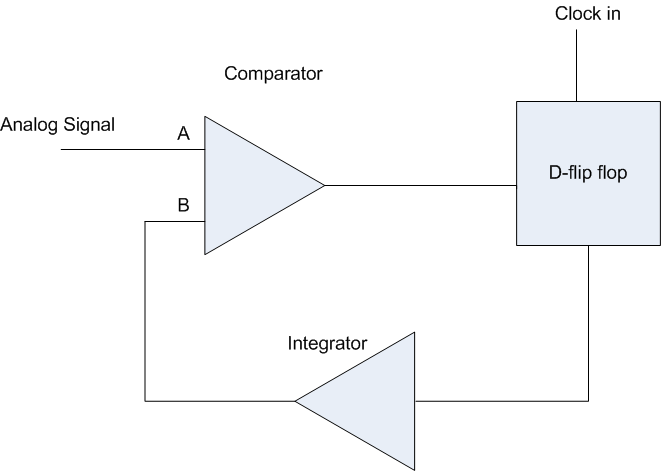 Clock in
Comparator
Analog Signal
A
D-flip flop
B
Integrator